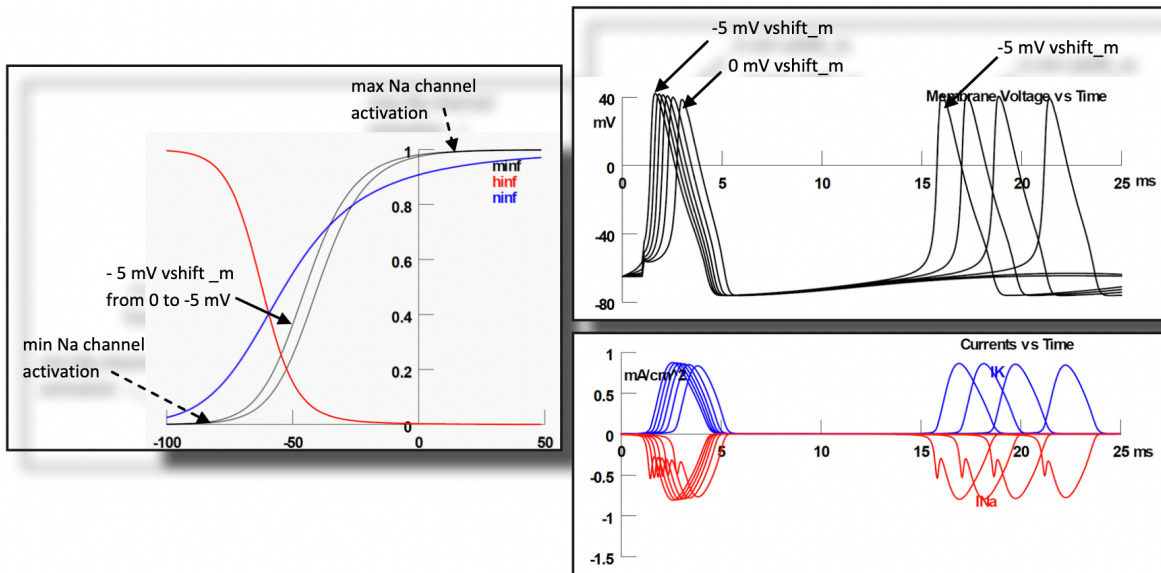 max Na channel
activation
1
minf
hinf
ninf
0.8
0.6
- 5 mV vshift_m
from 0 to -5 mV
0.4
min Na channel
activation
0.2
0
-100
-50
0
50
-5 mV vshift_m
0 mV vshift_m
-5 mV vshift_m
Membrane Voltage vs Time
40
mV
0
0
5
10
15
20
25
ms
-40
-80
Currents vs Time
1
mA/cm^2
IK
0.5
0
0
5
10
15
20
25
ms
-0.5
INa
-1
-1.5